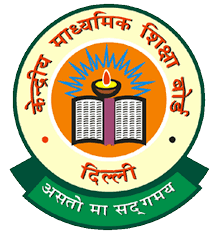 केन्द्रीय माध्यमिक शिक्षा बोर्ड
दिल्ली
असतो मा सद्गमय